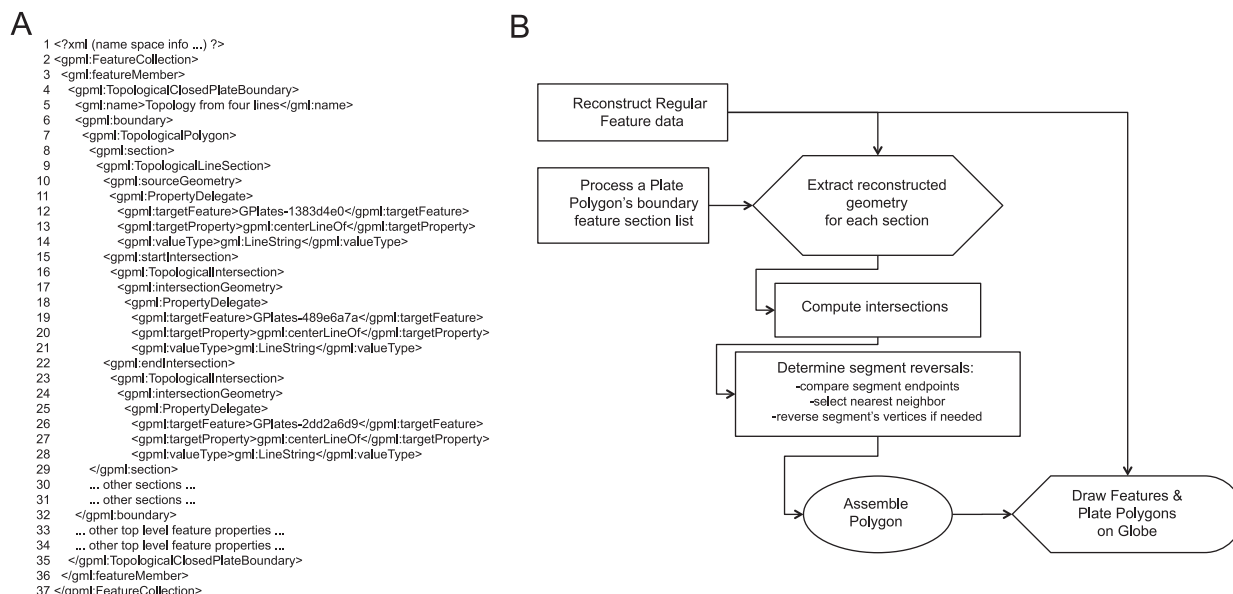 A
1 <?xml (name space info ...) ?>
2 <gpml:FeatureCollection>
3 <gml:featureMember>
4 <gpml:TopologicalClosedPlateBoundary>
5 <gml:name>Topology from four lines</gml:name>
6 <gpml:boundary>
7 <gpml:TopologicalPolygon>
8 <gpml:section>
9 <gpml:TopologicalLineSection>
10 <gpml:sourceGeometry>
11 <gpml:PropertyDelegate>
12 <gpml:targetFeature>GPlates-1383d4e0</gpml:targetFeature>
13 <gpml:targetProperty>gpml:centerLineOf</gpml:targetProperty>
14 <gpml:valueType>gml:LineString</gpml:valueType>
15 <gpml:startIntersection>
16 <gpml:TopologicalIntersection>
17 <gpml:intersectionGeometry>
18 <gpml:PropertyDelegate>
19 <gpml:targetFeature>GPlates-489e6a7a</gpml:targetFeature>
20 <gpml:targetProperty>gpml:centerLineOf</gpml:targetProperty>
21 <gpml:valueType>gml:LineString</gpml:valueType>
22 <gpml:endIntersection>
23 <gpml:TopologicalIntersection>
24 <gpml:intersectionGeometry>
25 <gpml:PropertyDelegate>
26 <gpml:targetFeature>GPlates-2dd2a6d9</gpml:targetFeature>
27 <gpml:targetProperty>gpml:centerLineOf</gpml:targetProperty>
28 <gpml:valueType>gml:LineString</gpml:valueType>
29 </gpml:section>
30 ... other sections ...
31 ... other sections ...
32 </gpml:boundary>
33 ... other top level feature properties ...
34 ... other top level feature properties ...
35 </gpml:TopologicalClosedPlateBoundary>
36 </gml:featureMember>
37 </gpml:FeatureCollection>
B
Reconstruct Regular
Feature data
Process a Plate
Polygon's boundary
feature section list
Extract reconstructed
geometry
for each section
Compute intersections
Determine segment reversals:
-compare segment endpoints
-select nearest neighbor
-reverse segment's vertices if needed
Assemble
Polygon
Draw Features &
Plate Polygons
on Globe